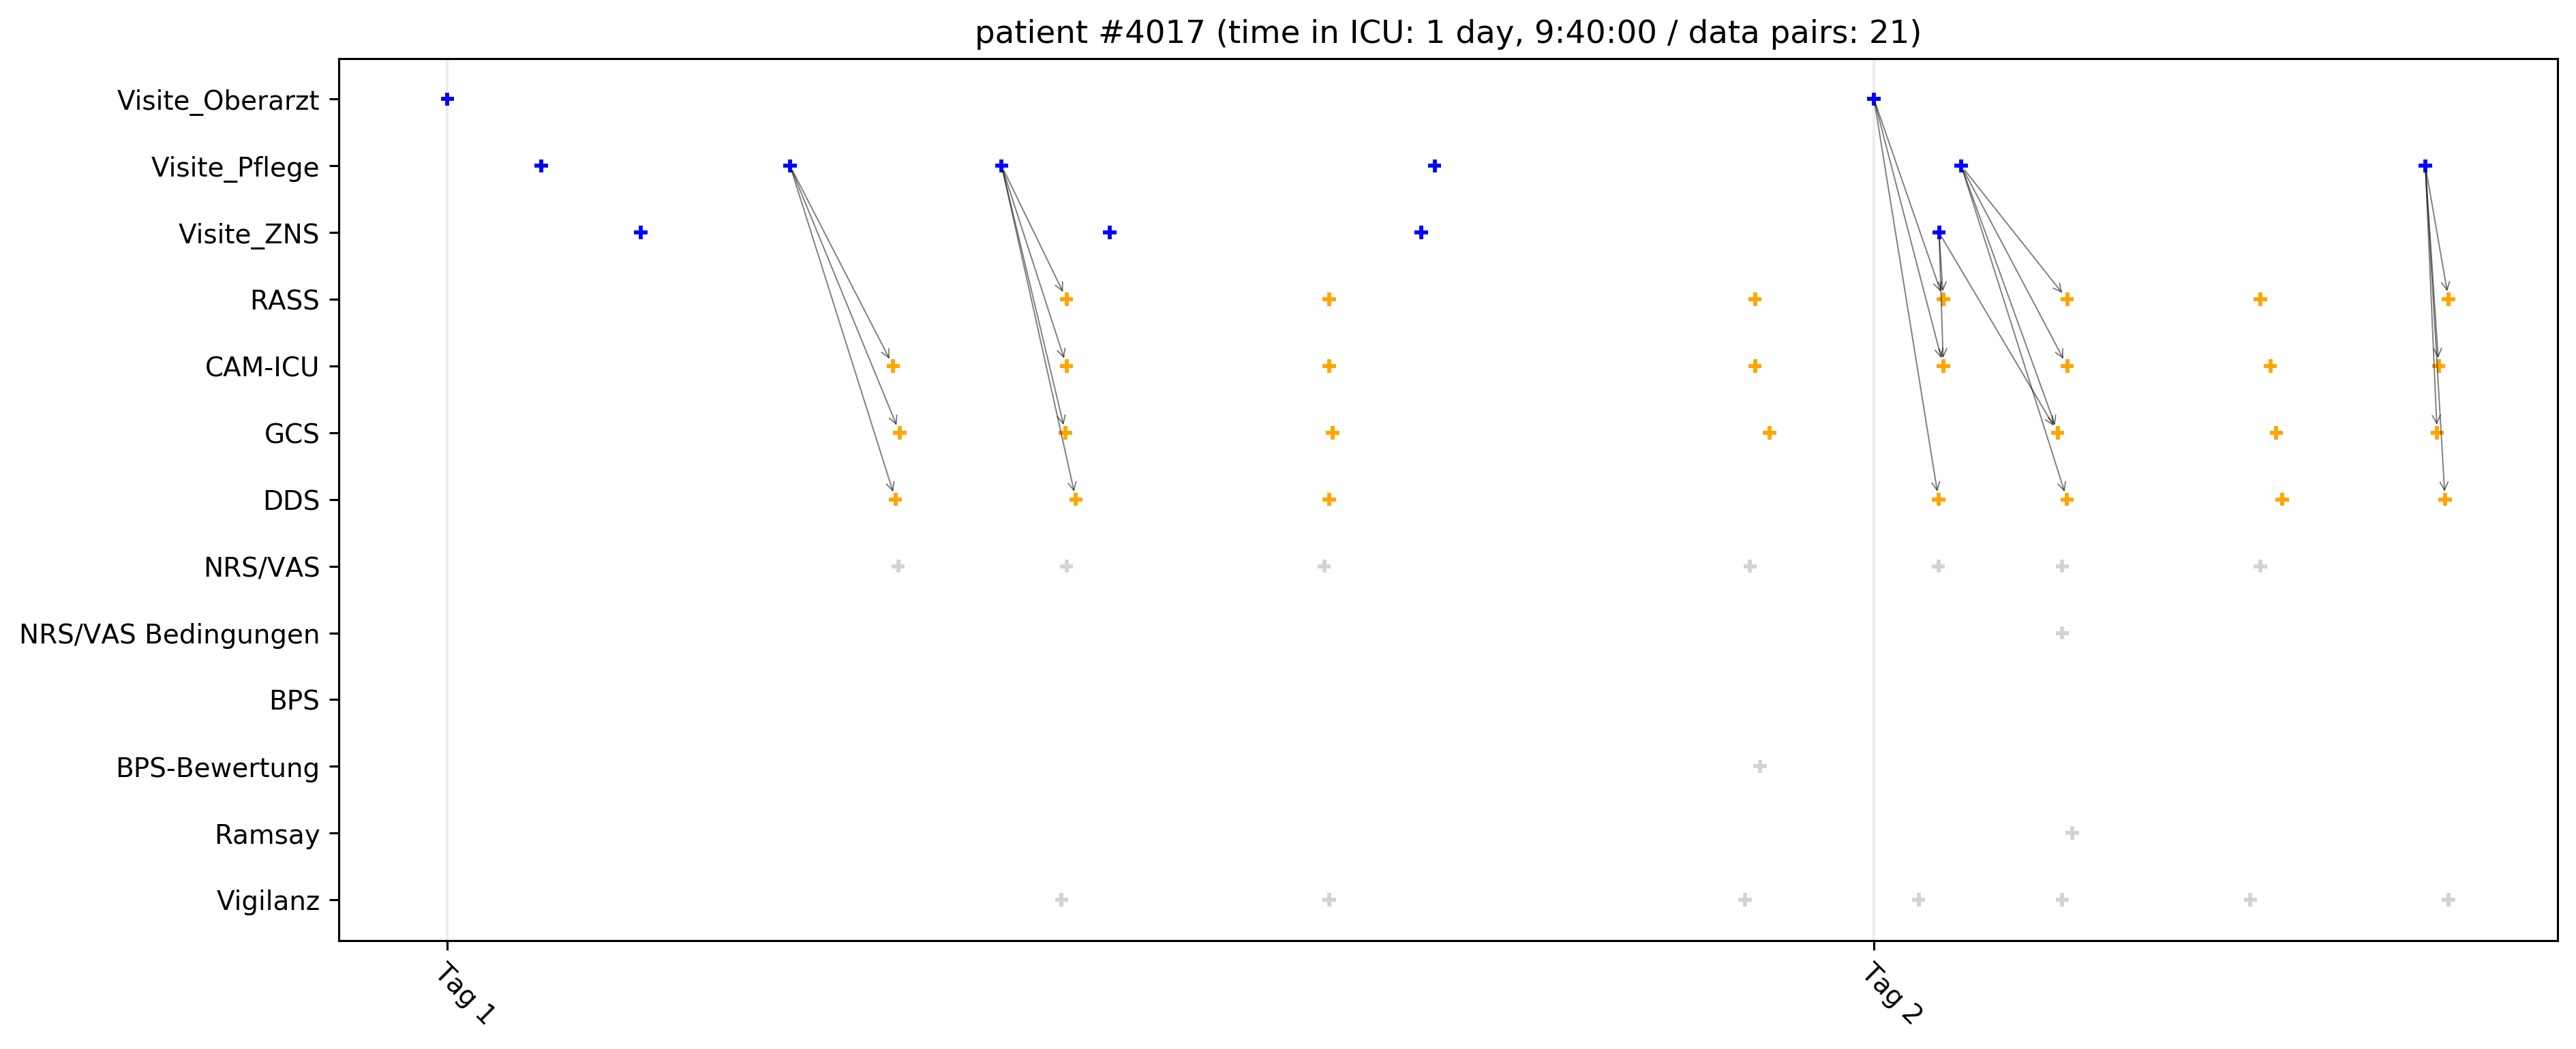 patient #4017 (time in ICU: 1 day, 9:40:00 / data pairs: 21)
Visite_Oberarzt
Visite_Pflege
Visite_ZNS
RASS
CAM-ICU
GCS
DDS
NRS/VAS
NRS/VAS Bedingungen
BPS
BPS-Bewertung
Ramsay
Vigilanz
Tag 1
Tag 2